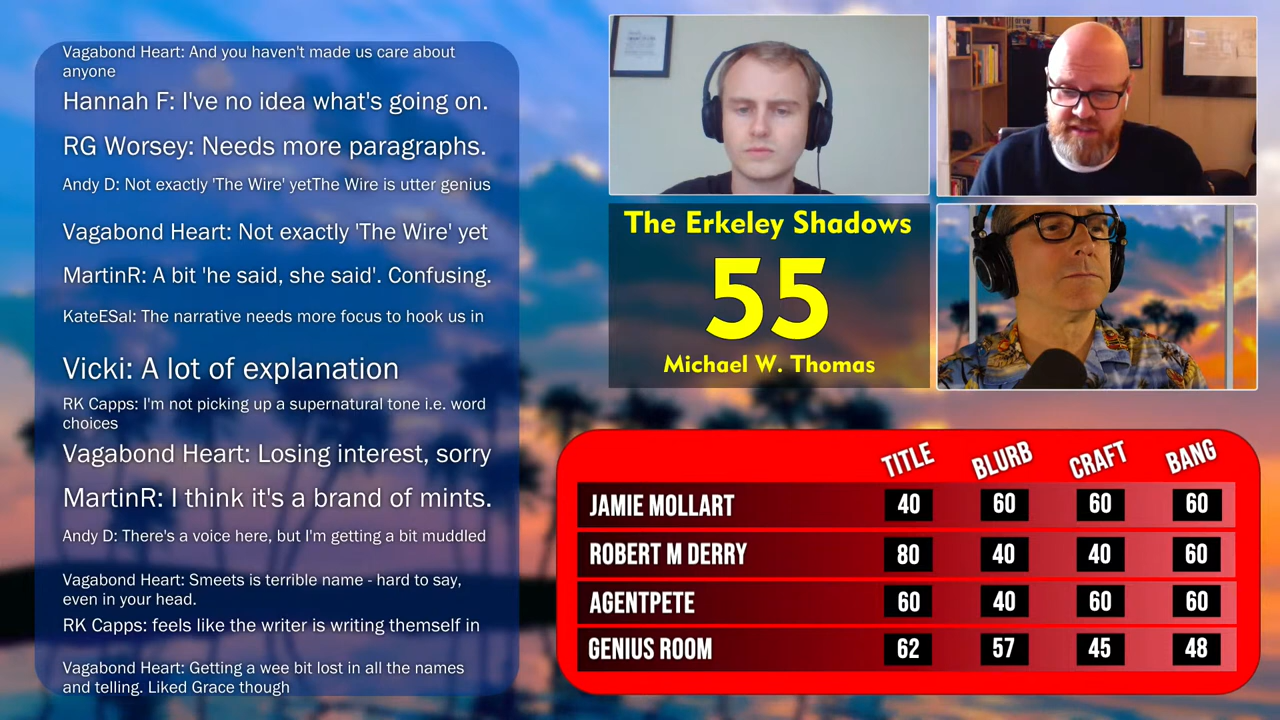 Vagabond Heart: And you haven't made us care about
anyone
Hannah F: I've no idea what's going on.
RG Worsey: Needs more paragraphs.
Andy D: Not exactly 'The Wire' yetThe Wire is utter genius
Vagabond Heart: Not exactly 'The Wire' yet
MartinR: A bit 'he said, she said'. Confusing.
KateESal: The narrative needs more focus to hook us in
Vicki: A lot of explanation
RK Capps: I'm not picking up a supernatural tone i.e. word
choices
Vagabond Heart: Losing interest, sorry
MartinR: I think it's a brand of mints.
Andy D: There's a voice here, but I'm getting a bit muddled
Vagabond Heart: Smeets is terrible name - hard to say,
even in your head.
RK Capps: feels like the writer is writing themself in
Vagabond Heart: Getting a wee bit lost in all the names
and telling. Liked Grace though
The Erkeley Shadows
55
Michael W. Thomas
TITLE BLURB CRAFT BANG
JAMIE MOLLART 40 60 60 60
ROBERT M DERRY 80 40 40 60
AGENTPETE 60 40 60 60
GENIUS ROOM 62 57 45 48